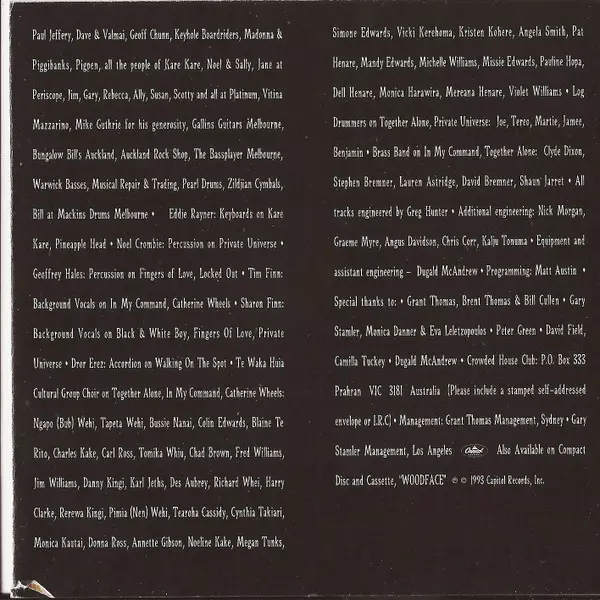 Paul Jeffery, Dave & Valmai, Geoff Chunn, Keyhole Boardriders, Madonna &
Piggibanks, Pigpen, all the people of Kare Kare, Noel & Sally, Jane at
Periscope, Jim, Gary, Rebecca, Ally, Susan, Scotty and all at Platinum, Vitina
Mazzarino, Mike Guthrie for his generosity, Gallins Guitars Melbourne,
Bungalow Bill's Auckland, Auckland Rock Shop, The Bassplayer Melbourne,
Warwick Basses, Musical Repair & Trading, Pearl Drums, Zildjian Cymbals,
Bill at Mackins Drums Melbourne • Eddie Rayner: Keyboards on Kare
Kare, Pineapple Head • Noel Crombie: Percussion on Private Universe •
Geoffrey Hales: Percussion on Fingers of Love, Locked Out • Tim Finn:
Background Vocals on In My Command, Catherine Wheels • Sharon Finn:
Background Vocals on Black & White Boy, Fingers Of Love, Private
Universe • Dror Erez: Accordion on Walking On The Spot • Te Waka Huia
Cultural Group Choir on Together Alone, In My Command, Catherine Wheels:
Ngapo (Bub) Wehi, Tapeta Wehi, Bussie Nanai, Colin Edwards, Blaine Te
Rito, Charles Kake, Carl Ross, Tomika Whiu, Chad Brown, Fred Williams,
Jim Williams, Danny Kingi, Karl Jeths, Des Aubrey, Richard Whei, Harry
Clarke, Rerewa Kingi, Pimia (Nen) Wehi, Tearoha Cassidy, Cynthia Takiari,
Monica Kautai, Donna Ross, Annette Gibson, Noeline Kake, Megan Tunks,
Simone Edwards, Vicki Kerehoma, Kristen Kohere, Angela Smith, Pat
Henare, Mandy Edwards, Michelle Williams, Missie Edwards, Pauline Hopa,
Dell Henare, Monica Harawira, Mereana Henare, Violet Williams • Log
Drummers on Together Alone, Private Universe: Joe, Terco, Martie, Jamee,
Benjamin • Brass Band on In My Command, Together Alone: Clyde Dixon,
Stephen Bremner, Lauren Astridge, David Bremner, Shaun Jarret • All
tracks engineered by Greg Hunter • Additional engineering: Nick Morgan,
Graeme Myre, Angus Davidson, Chris Corr, Kalju Tonuma • Equipment and
assistant engineering – Dugald McAndrew • Programming: Matt Austin •
Special thanks to: • Grant Thomas, Brent Thomas & Bill Cullen • Gary
Stamler, Monica Danner & Eva Leletzopoulos • Peter Green • David Field,
Camilla Tuckey • Dugald McAndrew • Crowded House Club: P.O. Box 333
Prahran VIC 3181 Australia (Please include a stamped self-addressed
envelope or I.R.C) • Management: Grant Thomas Management, Sydney • Gary
Stamler Management, Los Angeles Capitol Also Available on Compact
Disc and Cassette, "WOODFACE" ℗ © 1993 Capitol Records, Inc.